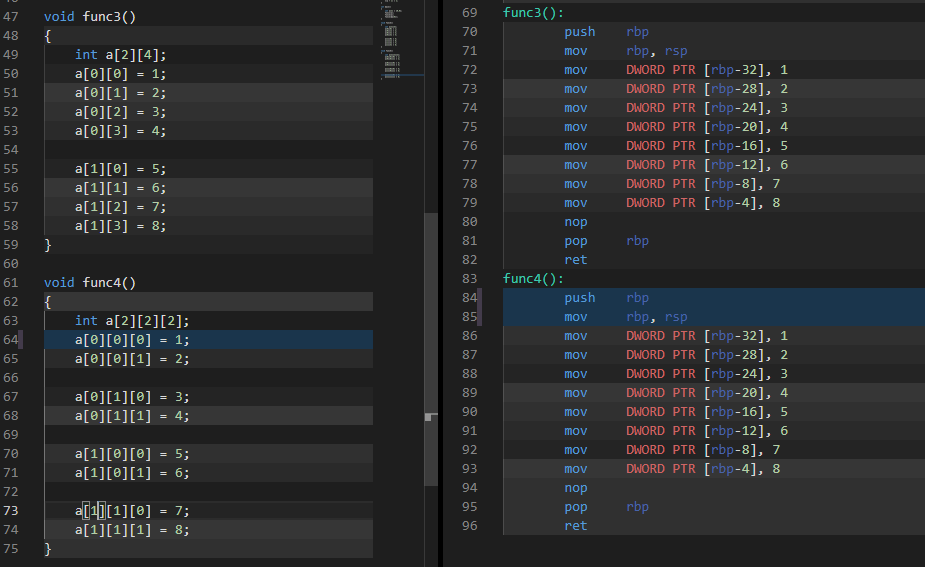 47 void func3()
48 {
49     int a[2][4];
50     a[0][0] = 1;
51     a[0][1] = 2;
52     a[0][2] = 3;
53     a[0][3] = 4;
54
55     a[1][0] = 5;
56     a[1][1] = 6;
57     a[1][2] = 7;
58     a[1][3] = 8;
59 }
60
61 void func4()
62 {
63     int a[2][2][2];
64     a[0][0][0] = 1;
65     a[0][0][1] = 2;
66
67     a[0][1][0] = 3;
68     a[0][1][1] = 4;
69
70     a[1][0][0] = 5;
71     a[1][0][1] = 6;
72
73     a[1][1][0] = 7;
74     a[1][1][1] = 8;
75 }
69 func3():
70         push    rbp
71         mov     rbp, rsp
72         mov     DWORD PTR [rbp-32], 1
73         mov     DWORD PTR [rbp-28], 2
74         mov     DWORD PTR [rbp-24], 3
75         mov     DWORD PTR [rbp-20], 4
76         mov     DWORD PTR [rbp-16], 5
77         mov     DWORD PTR [rbp-12], 6
78         mov     DWORD PTR [rbp-8], 7
79         mov     DWORD PTR [rbp-4], 8
80         nop
81         pop     rbp
82         ret
83 func4():
84         push    rbp
85         mov     rbp, rsp
86         mov     DWORD PTR [rbp-32], 1
87         mov     DWORD PTR [rbp-28], 2
88         mov     DWORD PTR [rbp-24], 3
89         mov     DWORD PTR [rbp-20], 4
90         mov     DWORD PTR [rbp-16], 5
91         mov     DWORD PTR [rbp-12], 6
92         mov     DWORD PTR [rbp-8], 7
93         mov     DWORD PTR [rbp-4], 8
94         nop
95         pop     rbp
96         ret